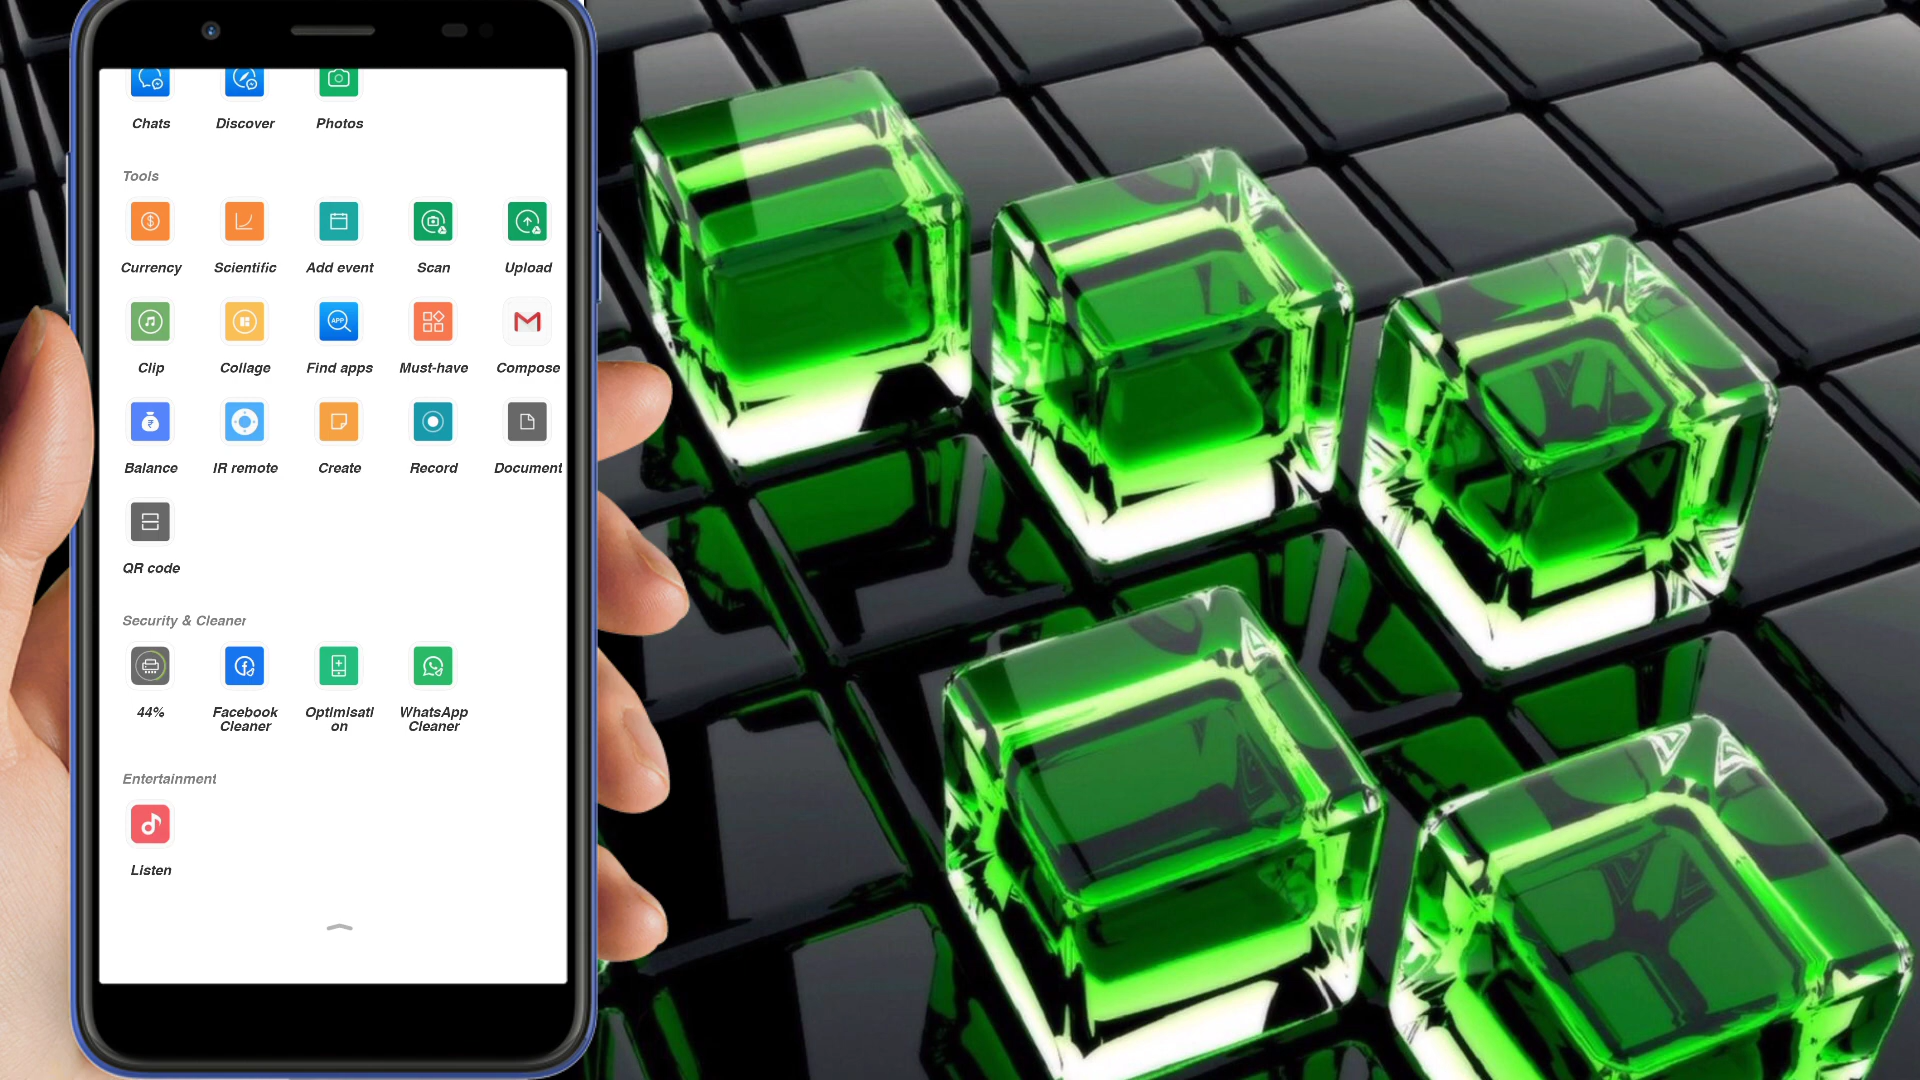 Chats Discover Photos
Tools
Currency Scientific Add event Scan Upload
Clip Collage APP Find apps Must-have Compose
Balance IR remote Create Record Document
QR code
Security & Cleaner
44% Facebook Optimisati WhatsApp
Cleaner on Cleaner
Entertainment
Listen